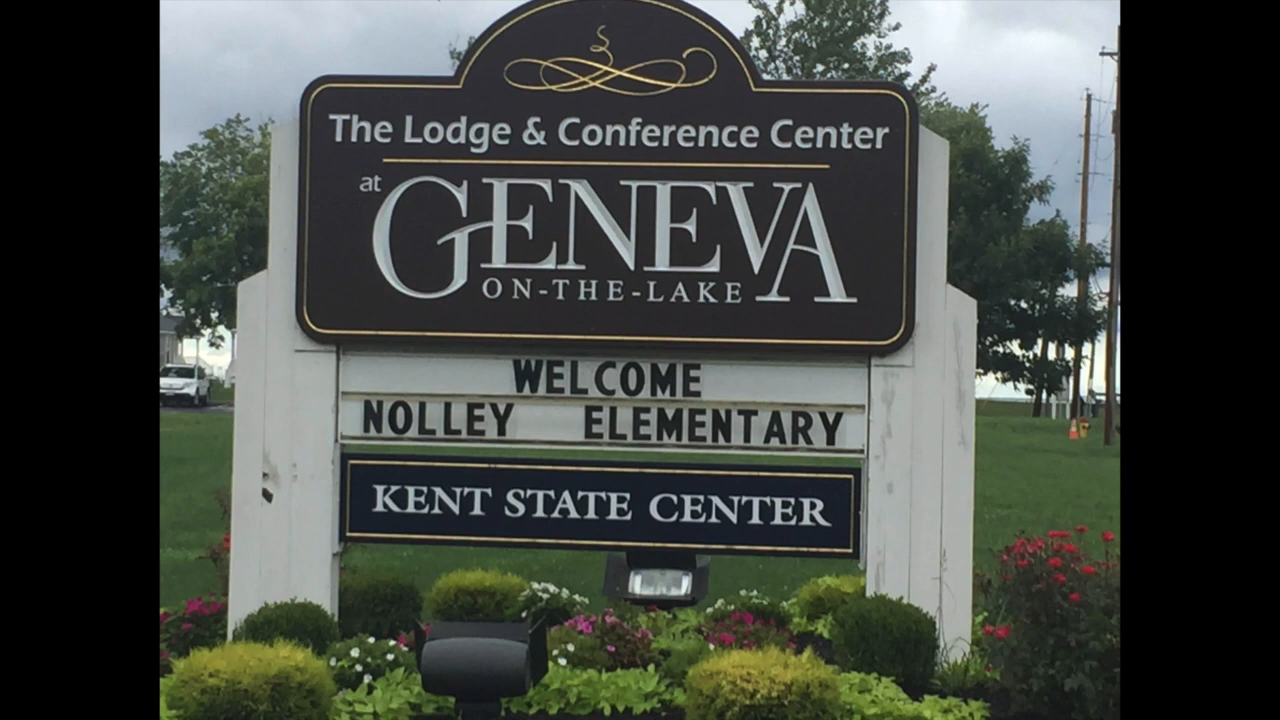 The Lodge & Conference Center
at GENEVA
ON-THE-LAKE
WELCOME
NOLLEY ELEMENTARY
KENT STATE CENTER